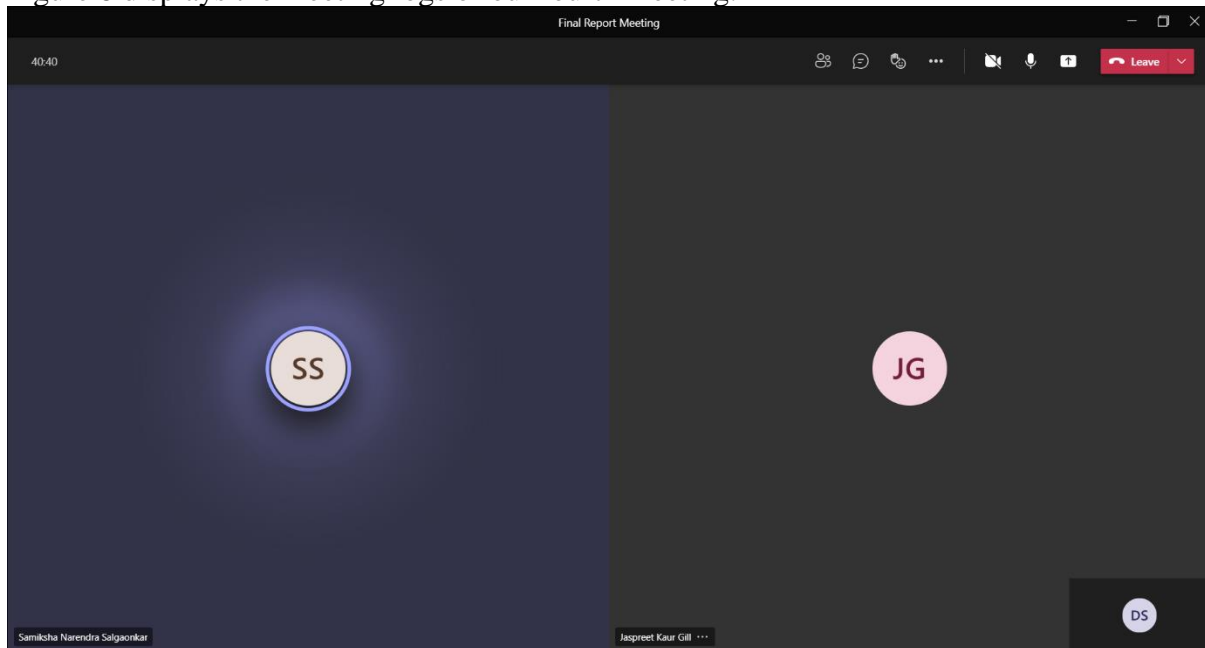 Final Report Meeting
40:40
Leave
SS
JG
DS
Samiksha Narendra Salgaonkar
Jaspreet Kaur Gill ···